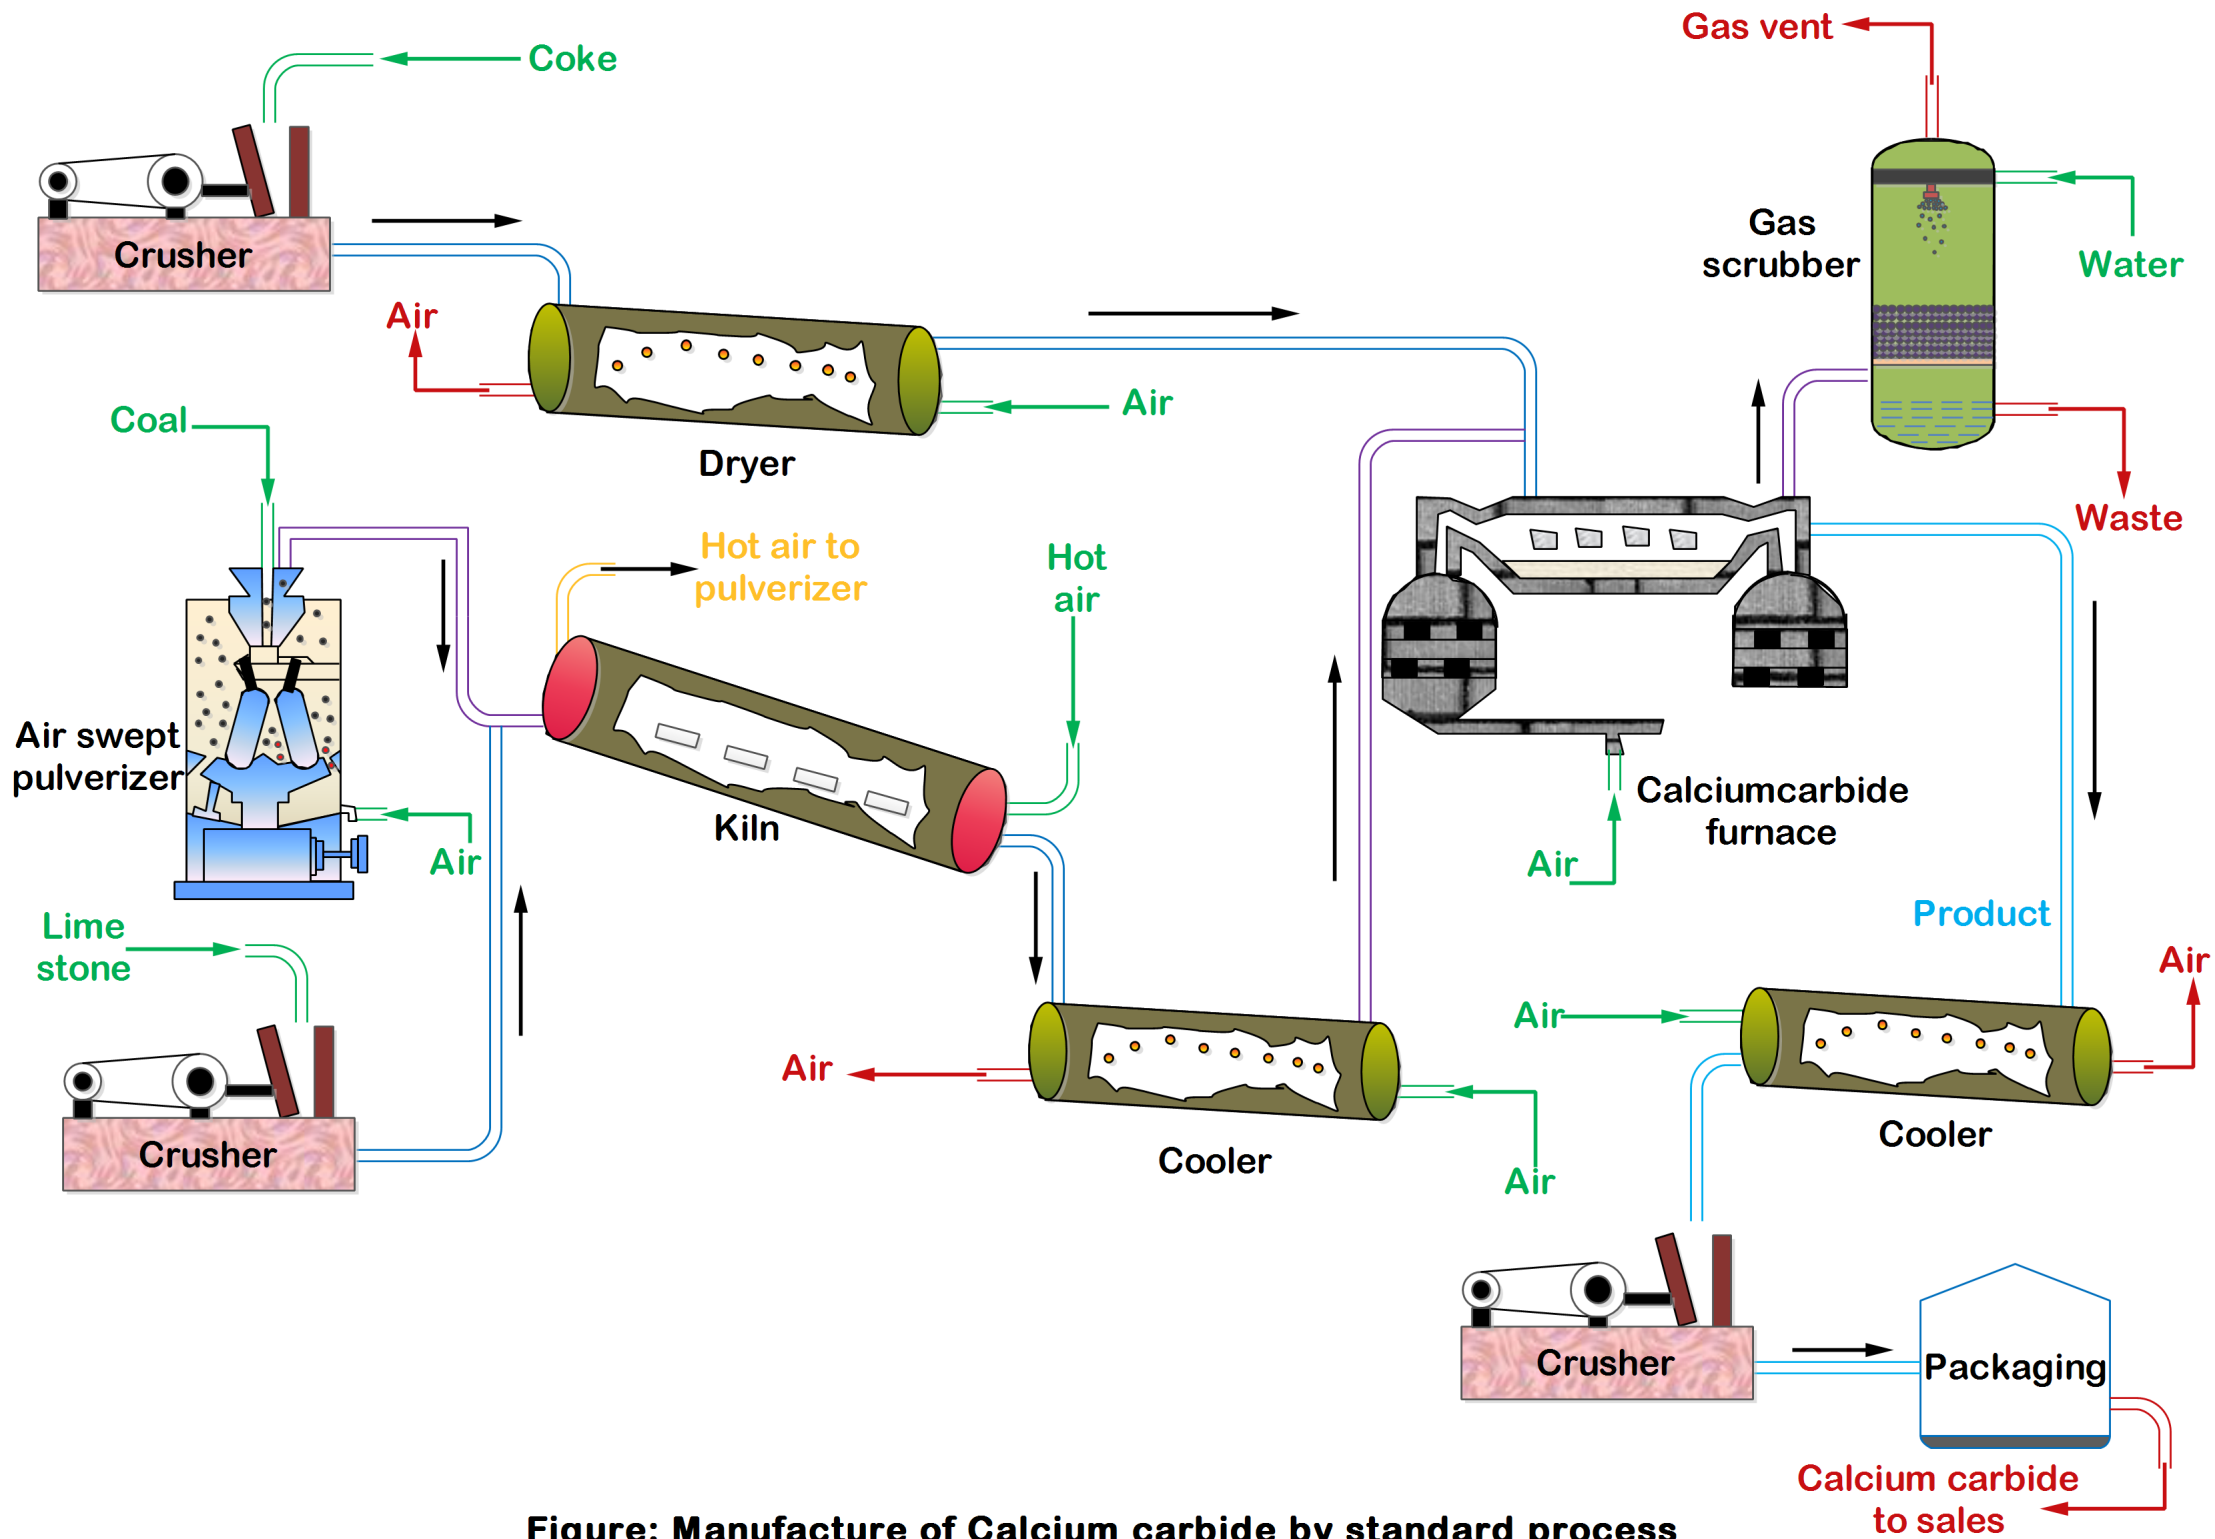 Gas vent
Coke
Gas
scrubber
Water
Crusher
Air
Air
Dryer
Coal
Waste
Hot air to
pulverizer
Hot
air
Air swept
pulverizer
Air
Kiln
Calciumcarbide
furnace
Air
Product
Lime
stone
Air
Air
Air
Cooler
Air
Cooler
Crusher
Crusher
Packaging
Calcium carbide
to sales
Figure: Manufacture of Calcium carbide by standard process